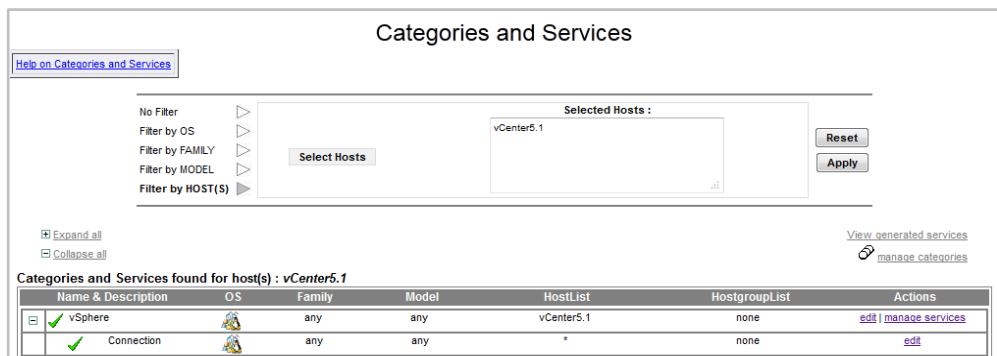 Categories and Services
Help on Categories and Services
No Filter
Filter by OS
Filter by FAMILY
Filter by MODEL
Filter by HOST(S)
Select Hosts
Selected Hosts :
vCenter5.1
Reset
Apply
Expand all
Collapse all
View generated services
manage categories
Categories and Services found for host(s) : vCenter5.1
Name & Description OS Family Model HostList HostgroupList Actions
vSphere any any vCenter5.1 none edit | manage services
Connection any any * none edit